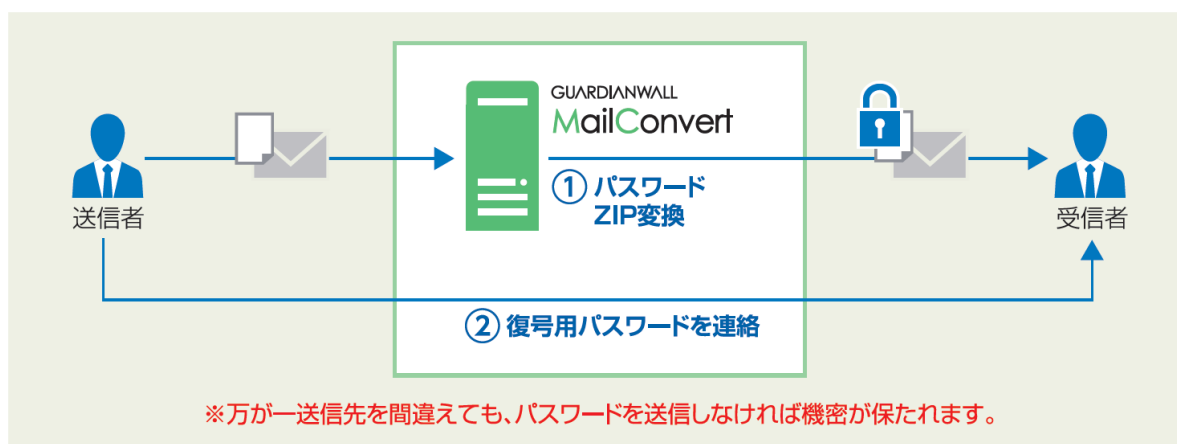 GUARDIANWALL
MailConvert
① パスワード
ZIP変換
送信者
受信者
② 復号用パスワードを連絡
※万が一送信先を間違えても、パスワードを送信しなければ機密が保たれます。